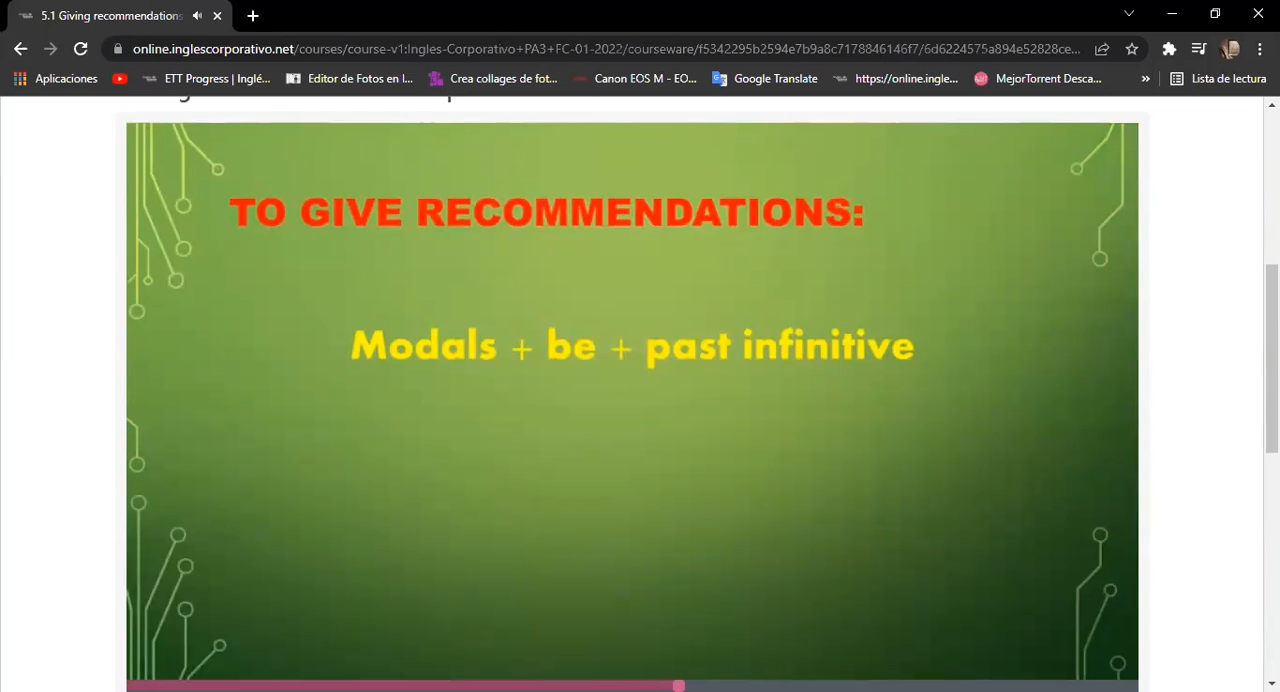 5.1 Giving recommendations
online.inglescorporativo.net/courses/course-v1:Ingles-Corporativo+PA3+FC-01-2022/courseware/f5342295b2594e7b9a8c7178846146f7/6d6224575a894e52828ce...
Aplicaciones
ETT Progress | Inglé...
Editor de Fotos en l...
Crea collages de fot...
Canon EOS M - EO...
Google Translate
https://online.ingle...
MejorTorrent Desca...
»
Lista de lectura
TO GIVE RECOMMENDATIONS:
Modals + be + past infinitive